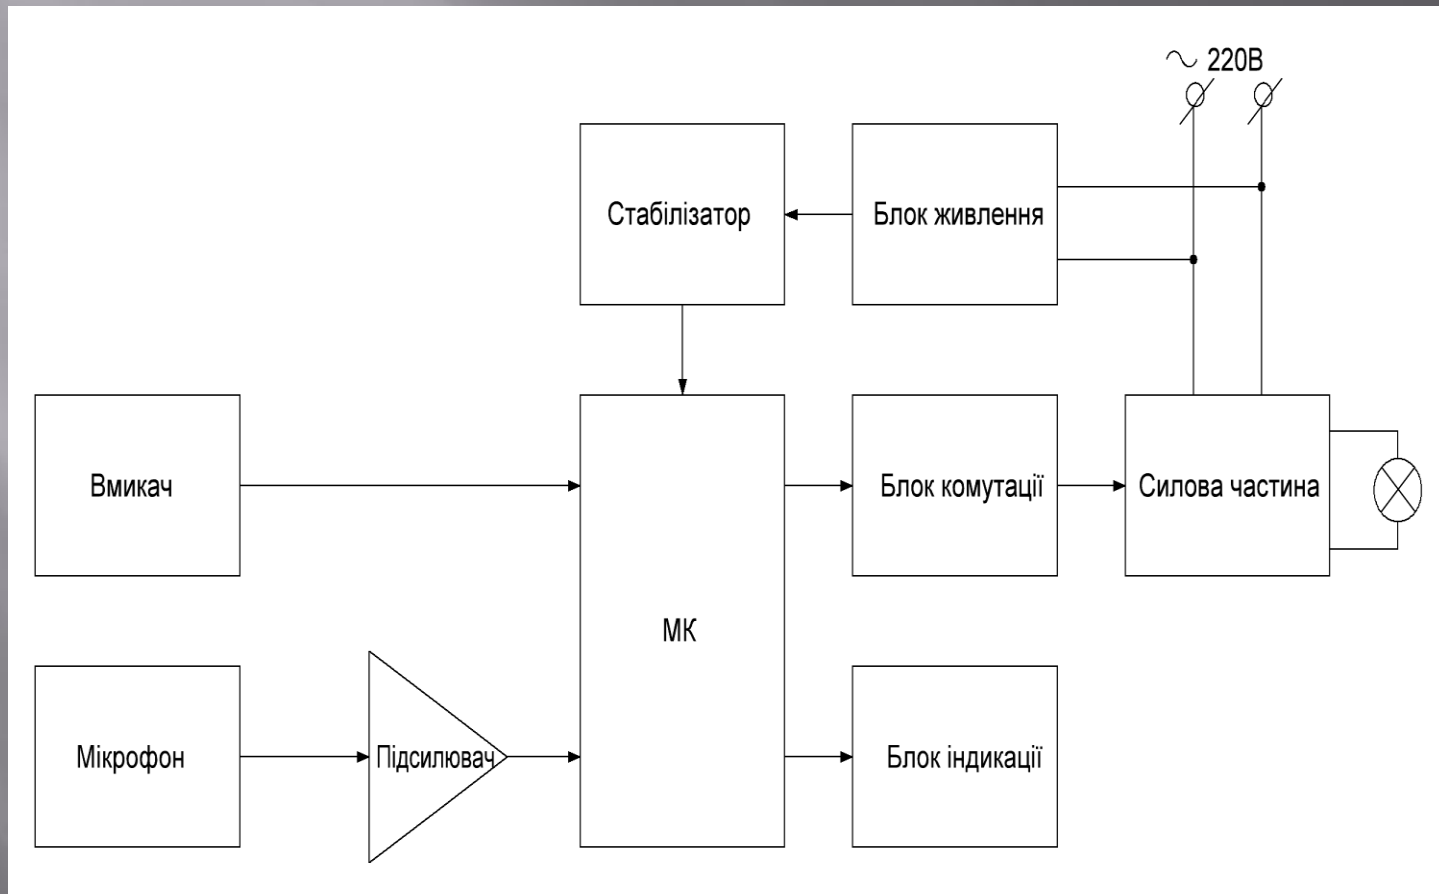 ~ 220В
Стабілізатор
Блок живлення
Вмикач
МК
Блок комутації
Силова частина
Мікрофон
Підсилювач
Блок індикації